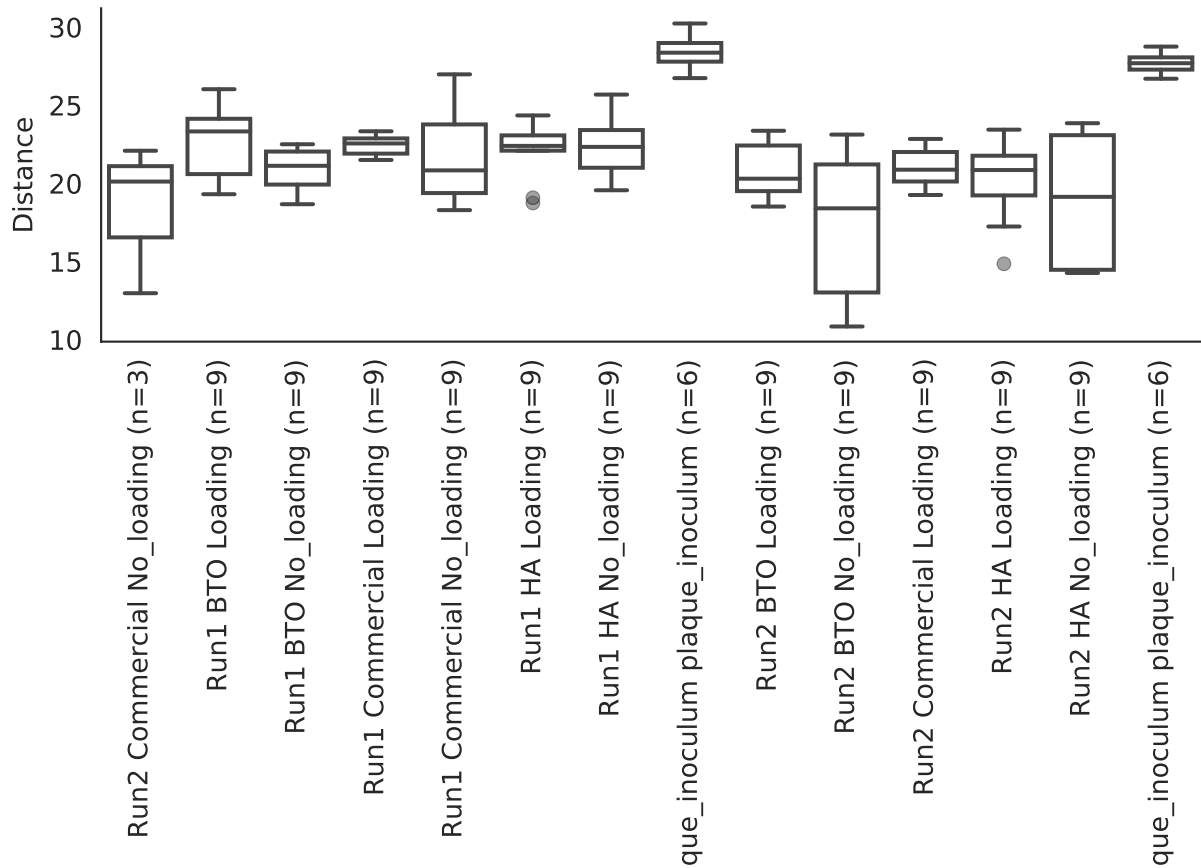 30
25
20
15
10
Distance
Run2 Commercial No_loading (n=3)
Run1 BTO Loading (n=9)
Run1 BTO No_loading (n=9)
Run1 Commercial Loading (n=9)
Run1 Commercial No_loading (n=9)
Run1 HA Loading (n=9)
Run1 HA No_loading (n=9)
que_inoculum plaque_inoculum (n=6)
Run2 BTO Loading (n=9)
Run2 BTO No_loading (n=9)
Run2 Commercial Loading (n=9)
Run2 HA Loading (n=9)
Run2 HA No_loading (n=9)
que_inoculum plaque_inoculum (n=6)